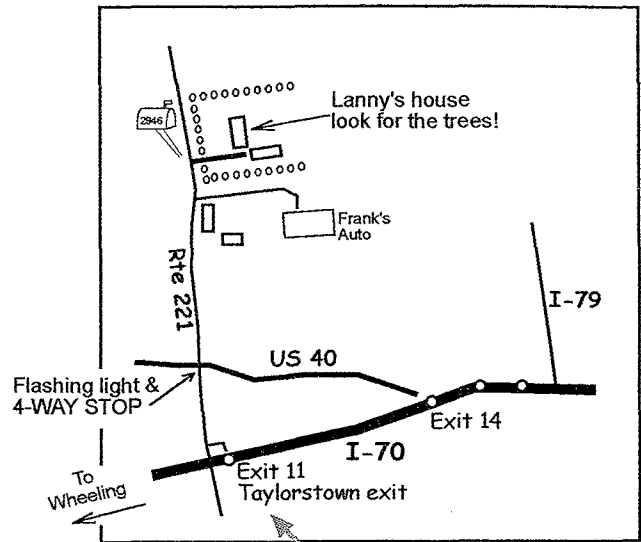 Lanny's house
look for the trees!
2946
Frank's
Auto
Rte 221
I-79
US 40
Flashing light &
4-WAY STOP
Exit 14
I-70
Exit 11
Taylorstown exit
To
Wheeling